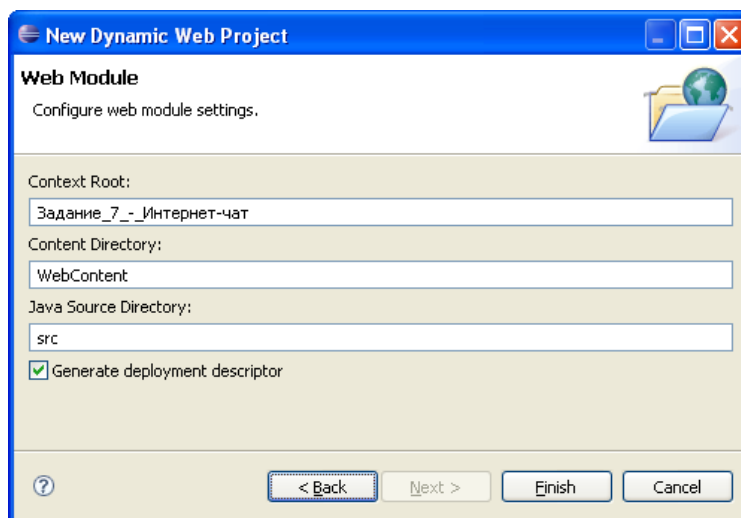 New Dynamic Web Project
Web Module
Configure web module settings.
Context Root:
Задание_7_-_Интернет-чат
Content Directory:
WebContent
Java Source Directory:
src
Generate deployment descriptor
? < Back Next > Finish Cancel